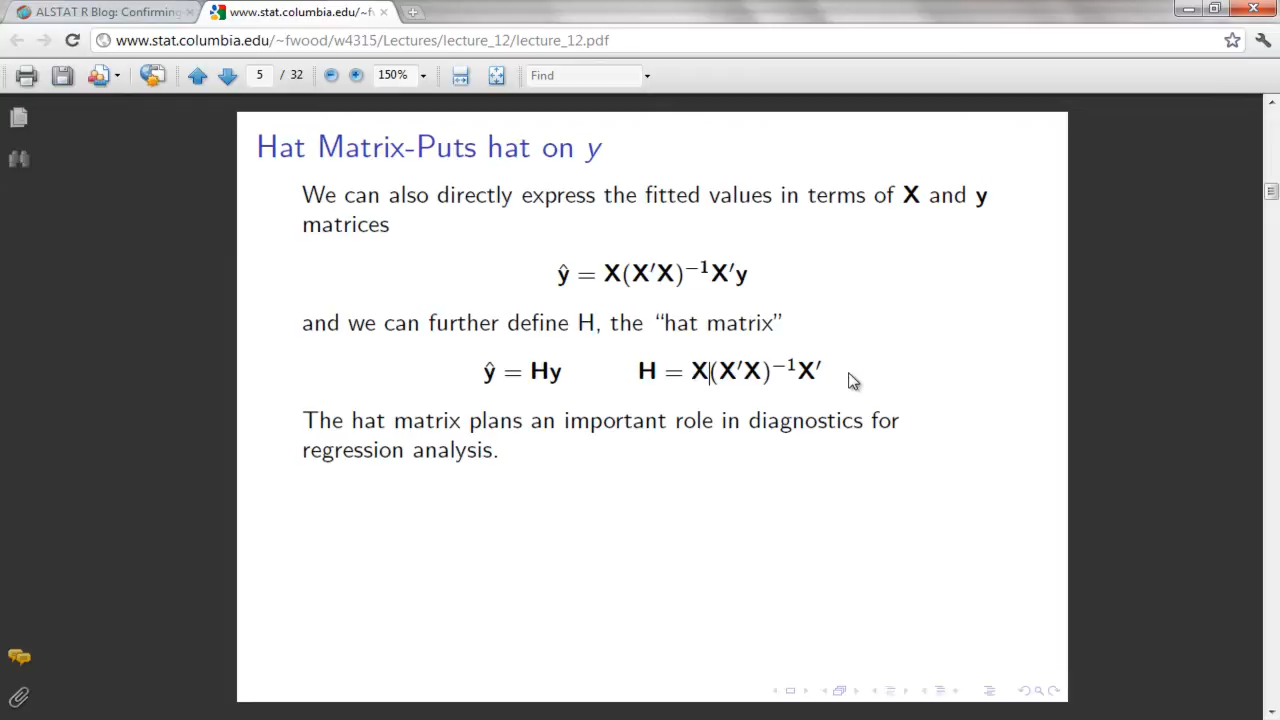 ALSTAT R Blog: Confirming
www.stat.columbia.edu/~fw
www.stat.columbia.edu/~fwood/w4315/Lectures/lecture_12/lecture_12.pdf
5 / 32 150% Find
Hat Matrix-Puts hat on y
We can also directly express the fitted values in terms of X and y
matrices
ŷ = X(X′X)⁻¹X′y
and we can further define H, the “hat matrix”
ŷ = Hy H = X(X′X)⁻¹X′
The hat matrix plans an important role in diagnostics for
regression analysis.